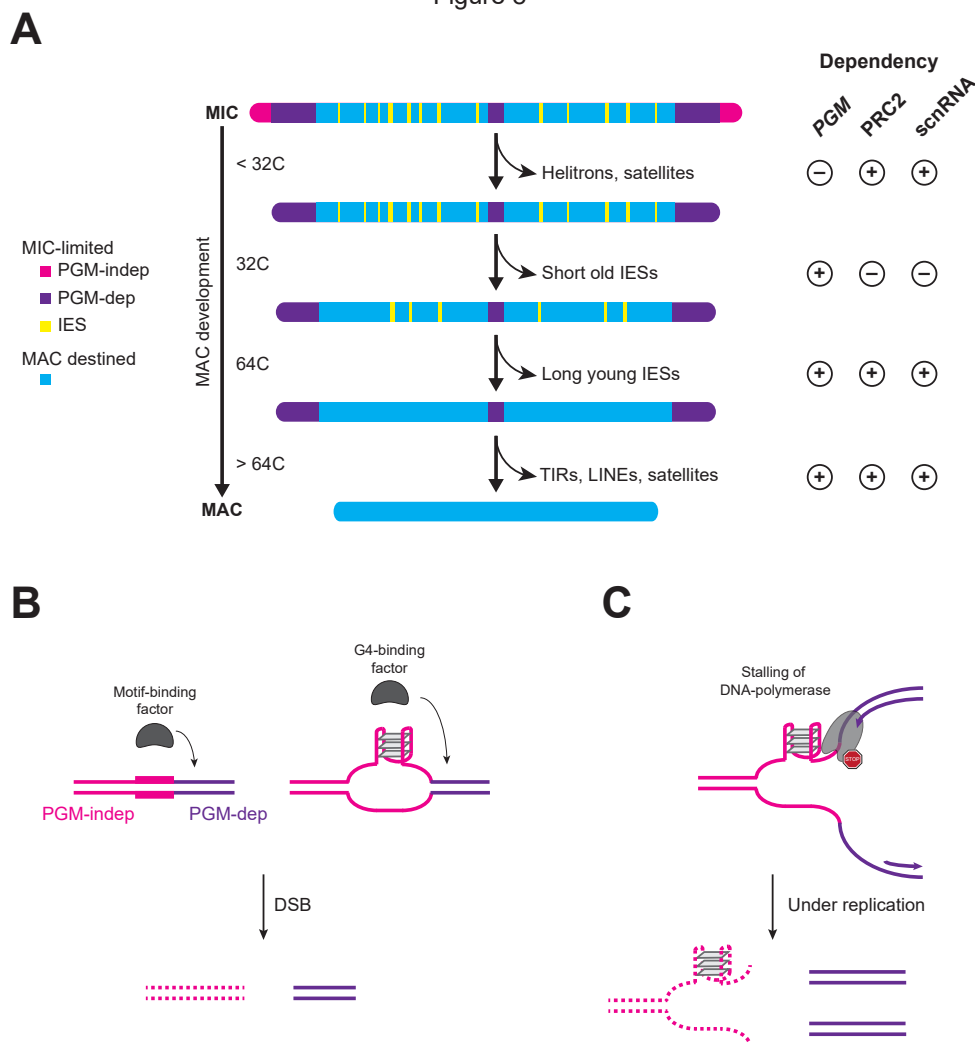 A
Dependency
PGM
PRC2
scnRNA
MIC
< 32C
Helitrons, satellites
−
+
+
MIC-limited
PGM-indep
PGM-dep
IES
MAC destined
MAC development
32C
Short old IESs
+
−
−
64C
Long young IESs
+
+
+
> 64C
TIRs, LINEs, satellites
+
+
+
MAC
B
Motif-binding
factor
G4-binding
factor
PGM-indep
PGM-dep
DSB
C
Stalling of
DNA-polymerase
STOP
Under replication